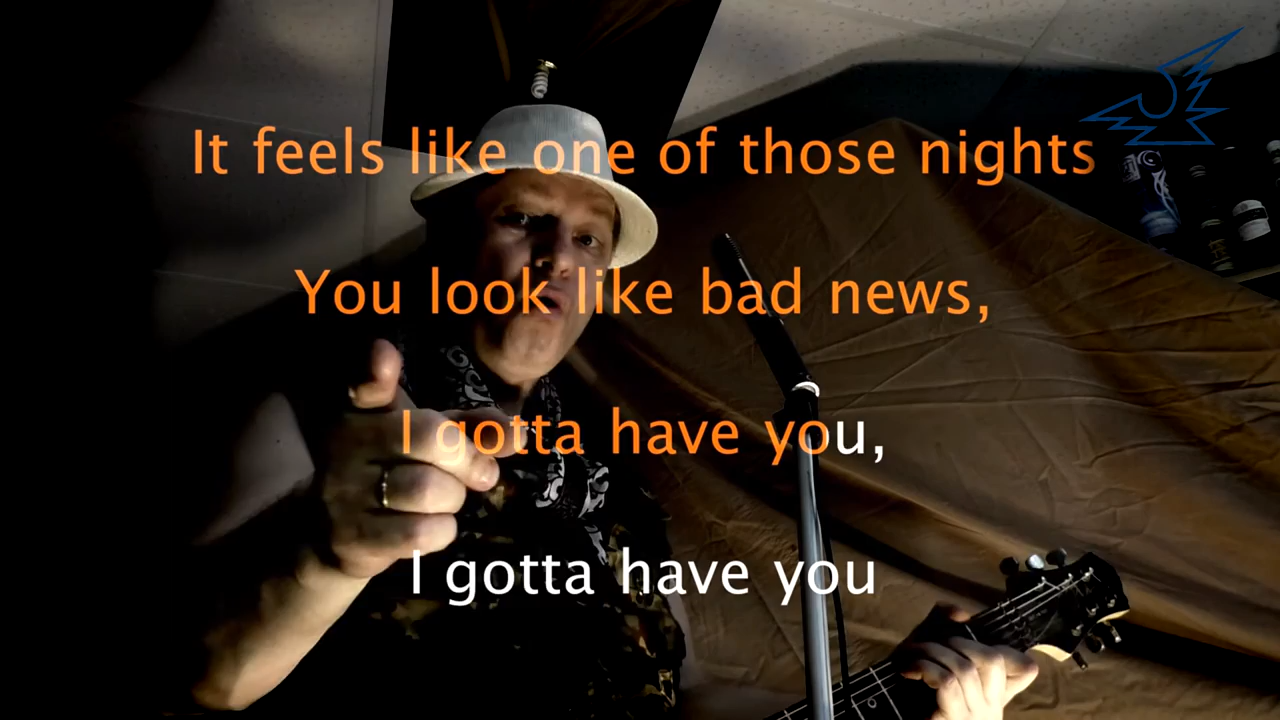 It feels like one of those nights
You look like bad news,
I gotta have you,
I gotta have you